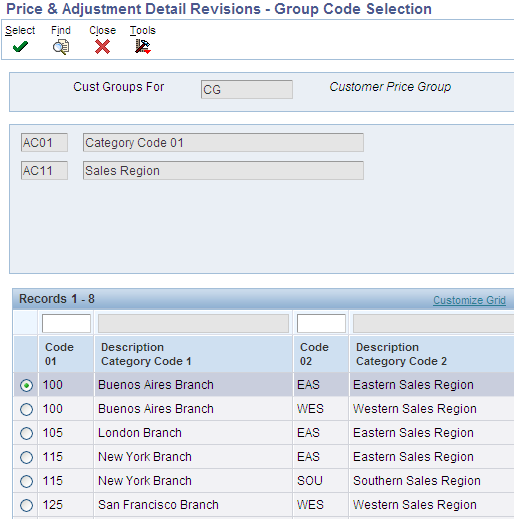 Price & Adjustment Detail Revisions - Group Code Selection
Select Find Close Tools
Cust Groups For CG Customer Price Group
AC01 Category Code 01
AC11 Sales Region
Records 1 - 8 Customize Grid
Code 01 Description Category Code 1 Code 02 Description Category Code 2
100 Buenos Aires Branch EAS Eastern Sales Region
100 Buenos Aires Branch WES Western Sales Region
105 London Branch EAS Eastern Sales Region
115 New York Branch EAS Eastern Sales Region
115 New York Branch SOU Southern Sales Region
125 San Francisco Branch WES Western Sales Region